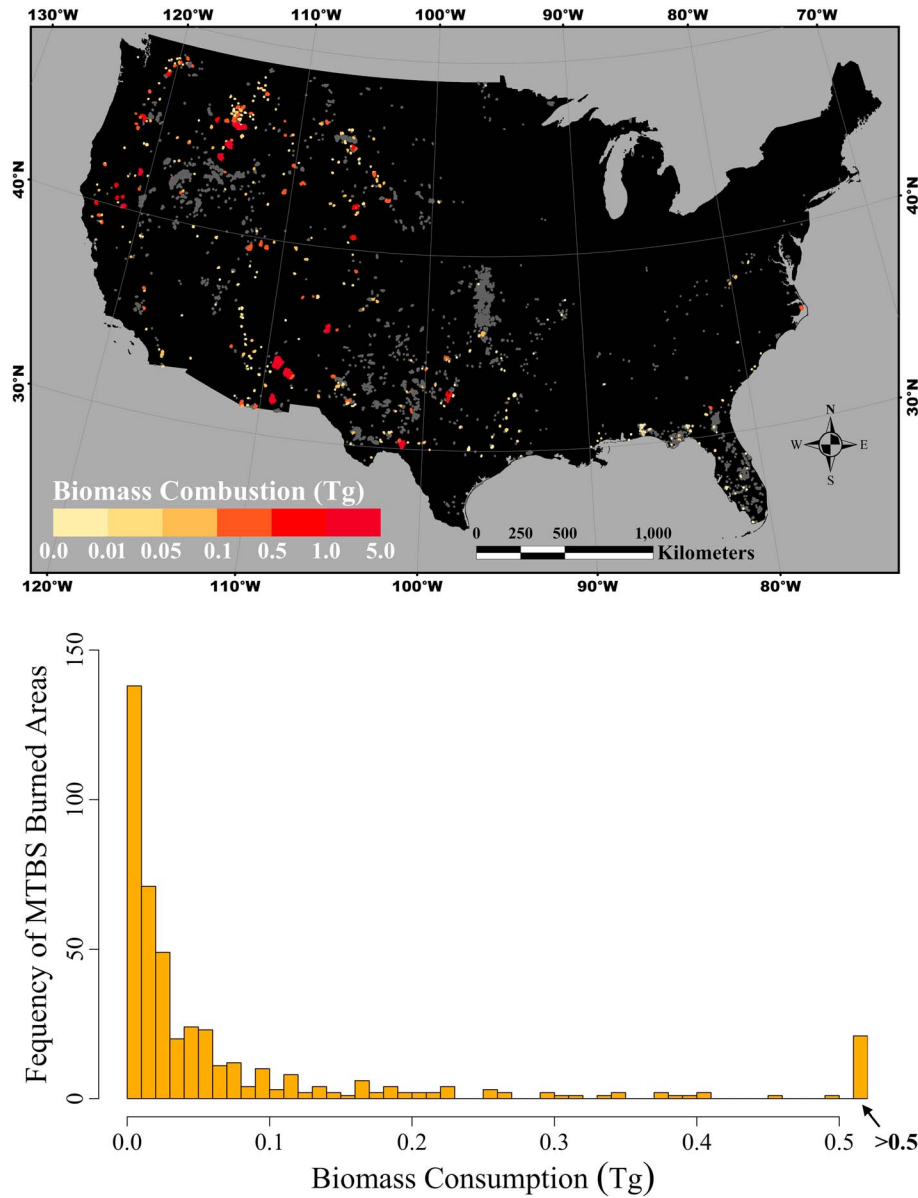 130°W 120°W 110°W 100°W 90°W 80°W 70°W
40°N 40°N
30°N 30°N
N
W E
S
Biomass Combustion (Tg)
0.0 0.01 0.05 0.1 0.5 1.0 5.0
0 250 500 1,000
Kilometers
120°W 110°W 100°W 90°W 80°W
Fequency of MTBS Burned Areas
150
100
50
0
0.0 0.1 0.2 0.3 0.4 0.5 >0.5
Biomass Consumption (Tg)